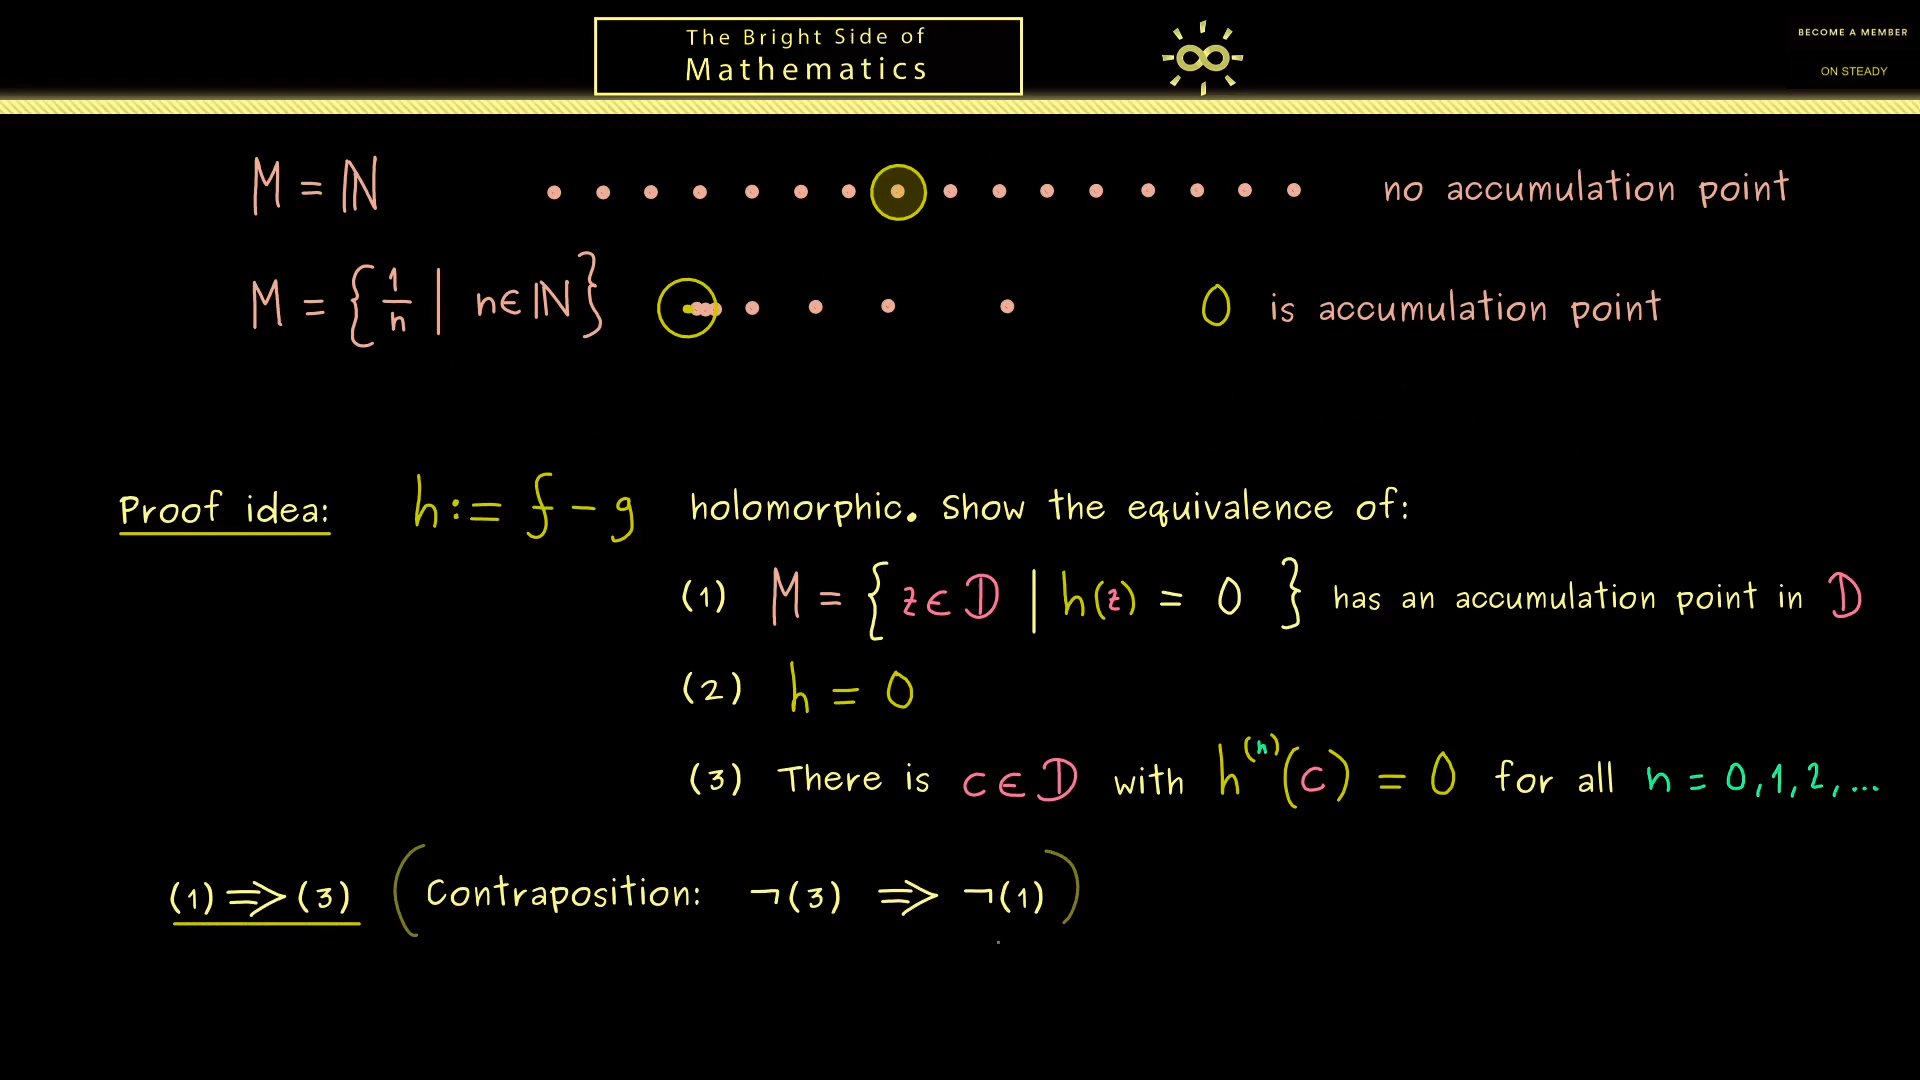 The Bright Side of
Mathematics
BECOME A MEMBER
ON STEADY
M = ℕ no accumulation point
M = { 1/n | n ∈ ℕ } 0 is accumulation point
Proof idea: h := f - g holomorphic. Show the equivalence of:
(1) M = { z ∈ D | h(z) = 0 } has an accumulation point in D
(2) h = 0
(3) There is c ∈ D with h^(n)(c) = 0 for all n = 0, 1, 2, ...
(1) ⇒ (3) (Contraposition: ¬(3) ⇒ ¬(1))